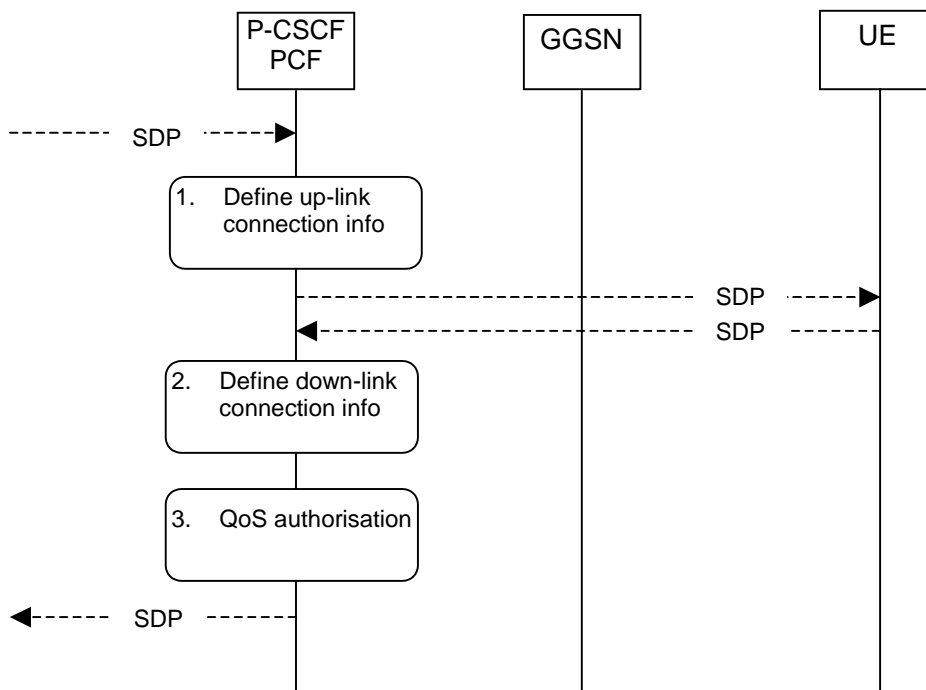 P-CSCF
PCF
GGSN
UE
SDP
1. Define up-link
connection info
SDP
SDP
2. Define down-link
connection info
3. QoS authorisation
SDP